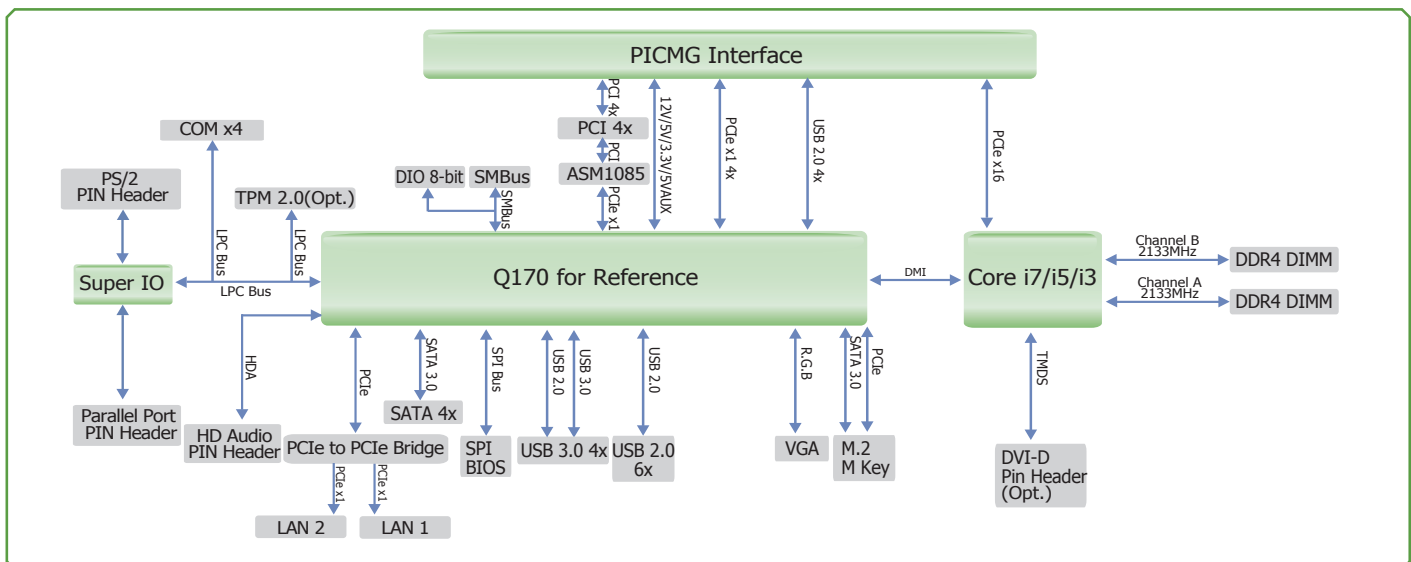 PICMG Interface
PCI 4x
12V/5V/3.3V/5VAUX
PCIe x1 4x
USB 2.0 4x
PCIe x16
COM x4
PCI 4x
PCI
PS/2
PIN Header
DIO 8-bit
SMBus
ASM1085
TPM 2.0(Opt.)
SMBus
PCIe x1
LPC Bus
LPC Bus
Super IO
LPC Bus
Q170 for Reference
DMI
Core i7/i5/i3
Channel B
2133MHz
DDR4 DIMM
Channel A
2133MHz
DDR4 DIMM
HDA
PCIe
SATA 3.0
SPI Bus
USB 2.0
USB 3.0
USB 2.0
R.G.B
SATA 3.0
PCIe
TMDS
Parallel Port
PIN Header
HD Audio
PIN Header
PCIe to PCIe Bridge
SATA 4x
SPI
BIOS
USB 3.0 4x
USB 2.0
6x
VGA
M.2
M Key
DVI-D
Pin Header
(Opt.)
PCIe x1
PCIe x1
LAN 2
LAN 1